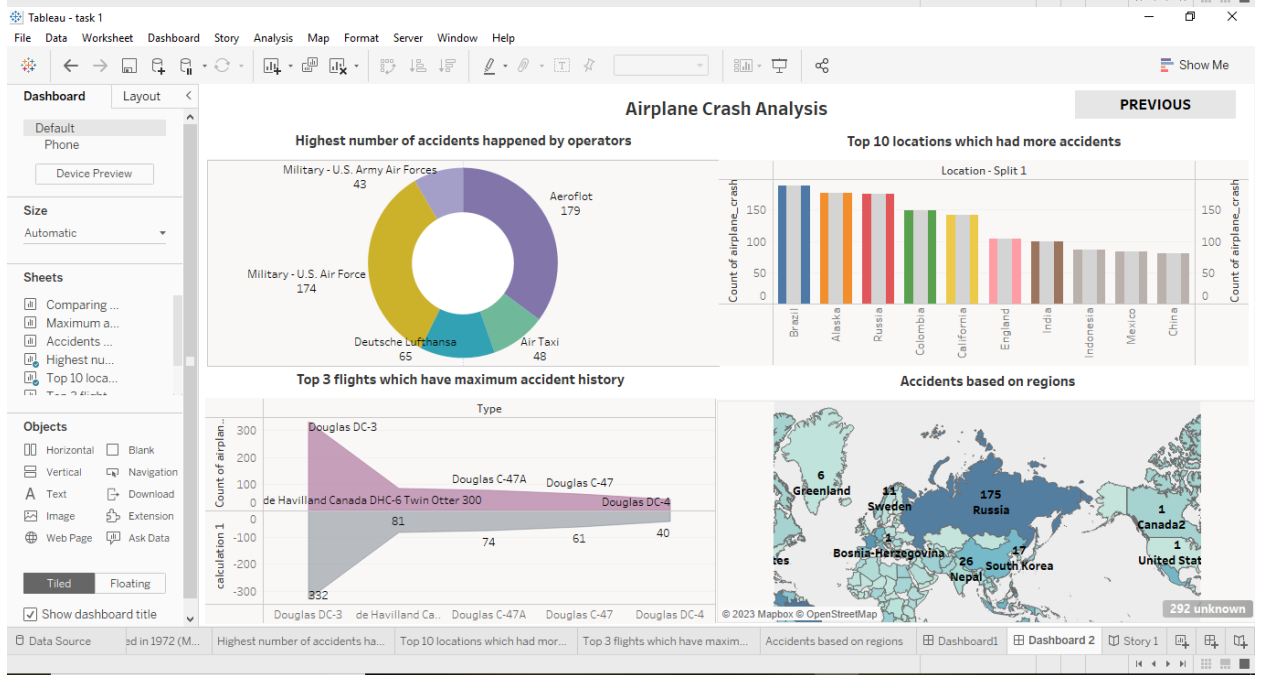 Tableau - task 1
File Data Worksheet Dashboard Story Analysis Map Format Server Window Help
Show Me
Dashboard Layout
Default
Phone
Device Preview
Size
Automatic
Sheets
Comparing ...
Maximum a...
Accidents ...
Highest nu...
Top 10 loca...
Objects
Horizontal Blank
Vertical Navigation
Text Download
Image Extension
Web Page Ask Data
Tiled Floating
Show dashboard title
Airplane Crash Analysis
PREVIOUS
Highest number of accidents happened by operators
Military - U.S. Army Air Forces
43
Aeroflot
179
Military - U.S. Air Force
174
Deutsche Lufthansa
65
Air Taxi
48
Top 10 locations which had more accidents
Location - Split 1
Count of airplane_crash
150
100
50
0
150
100
50
0
Count of airplane_crash
Brazil
Alaska
Russia
Colombia
California
England
India
Indonesia
Mexico
China
Top 3 flights which have maximum accident history
Type
Count of airplan..
300
200
100
0
Douglas DC-3
de Havilland Canada DHC-6 Twin Otter 300
Douglas C-47A
Douglas C-47
Douglas DC-4
calculation 1
0
-100
-200
-300
332
81
74
61
40
Douglas DC-3 de Havilland Ca.. Douglas C-47A Douglas C-47 Douglas DC-4
Accidents based on regions
6
Greenland
11
Sweden
175
Russia
1
Canada2
1
United Stat
1
Bosnia-Herzegovina
17
South Korea
26
Nepal
tes
© 2023 Mapbox © OpenStreetMap
292 unknown
Data Source ed in 1972 (M... Highest number of accidents ha... Top 10 locations which had mor... Top 3 flights which have maxim... Accidents based on regions Dashboard1 Dashboard 2 Story 1